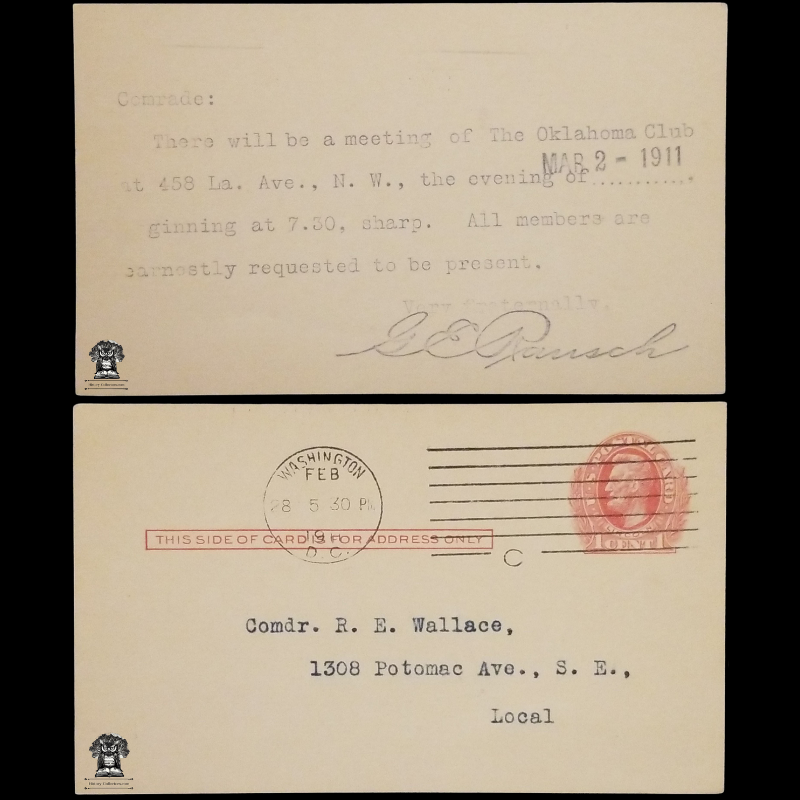 Comrade:
There will be a meeting of The Oklahoma Club
MAR 2 - 1911
at 458 La. Ave., N. W., the evening of............,
ginning at 7.30, sharp. All members are
earnestly requested to be present.
Very fraternally,
G E Rausch
WASHINGTON
FEB
28 5 30 PM
1911
D.C.
THIS SIDE OF CARD IS FOR ADDRESS ONLY
C
Comdr. R. E. Wallace,
1308 Potomac Ave., S. E.,
Local